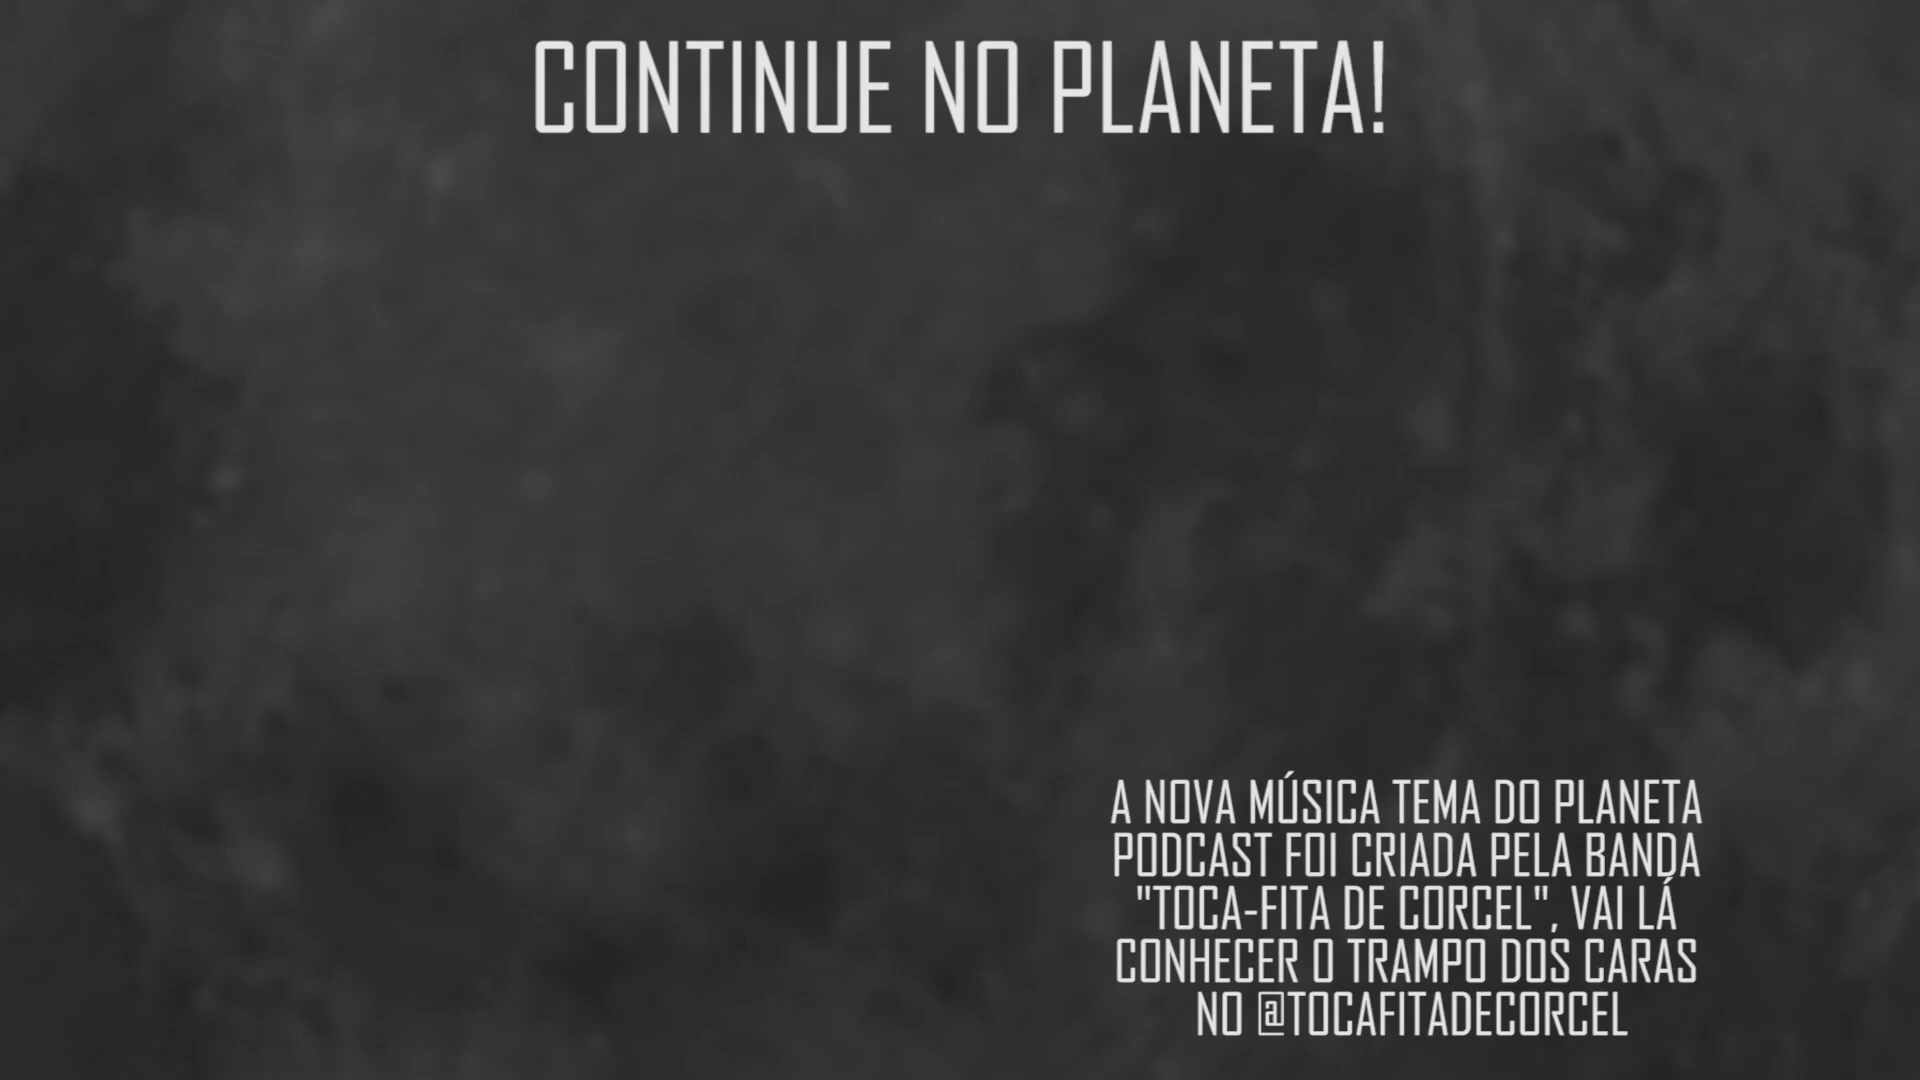 CONTINUE NO PLANETA!
A NOVA MÚSICA TEMA DO PLANETA
PODCAST FOI CRIADA PELA BANDA
"TOCA-FITA DE CORCEL", VAI LÁ
CONHECER O TRAMPO DOS CARAS
NO @TOCAFITADECORCEL